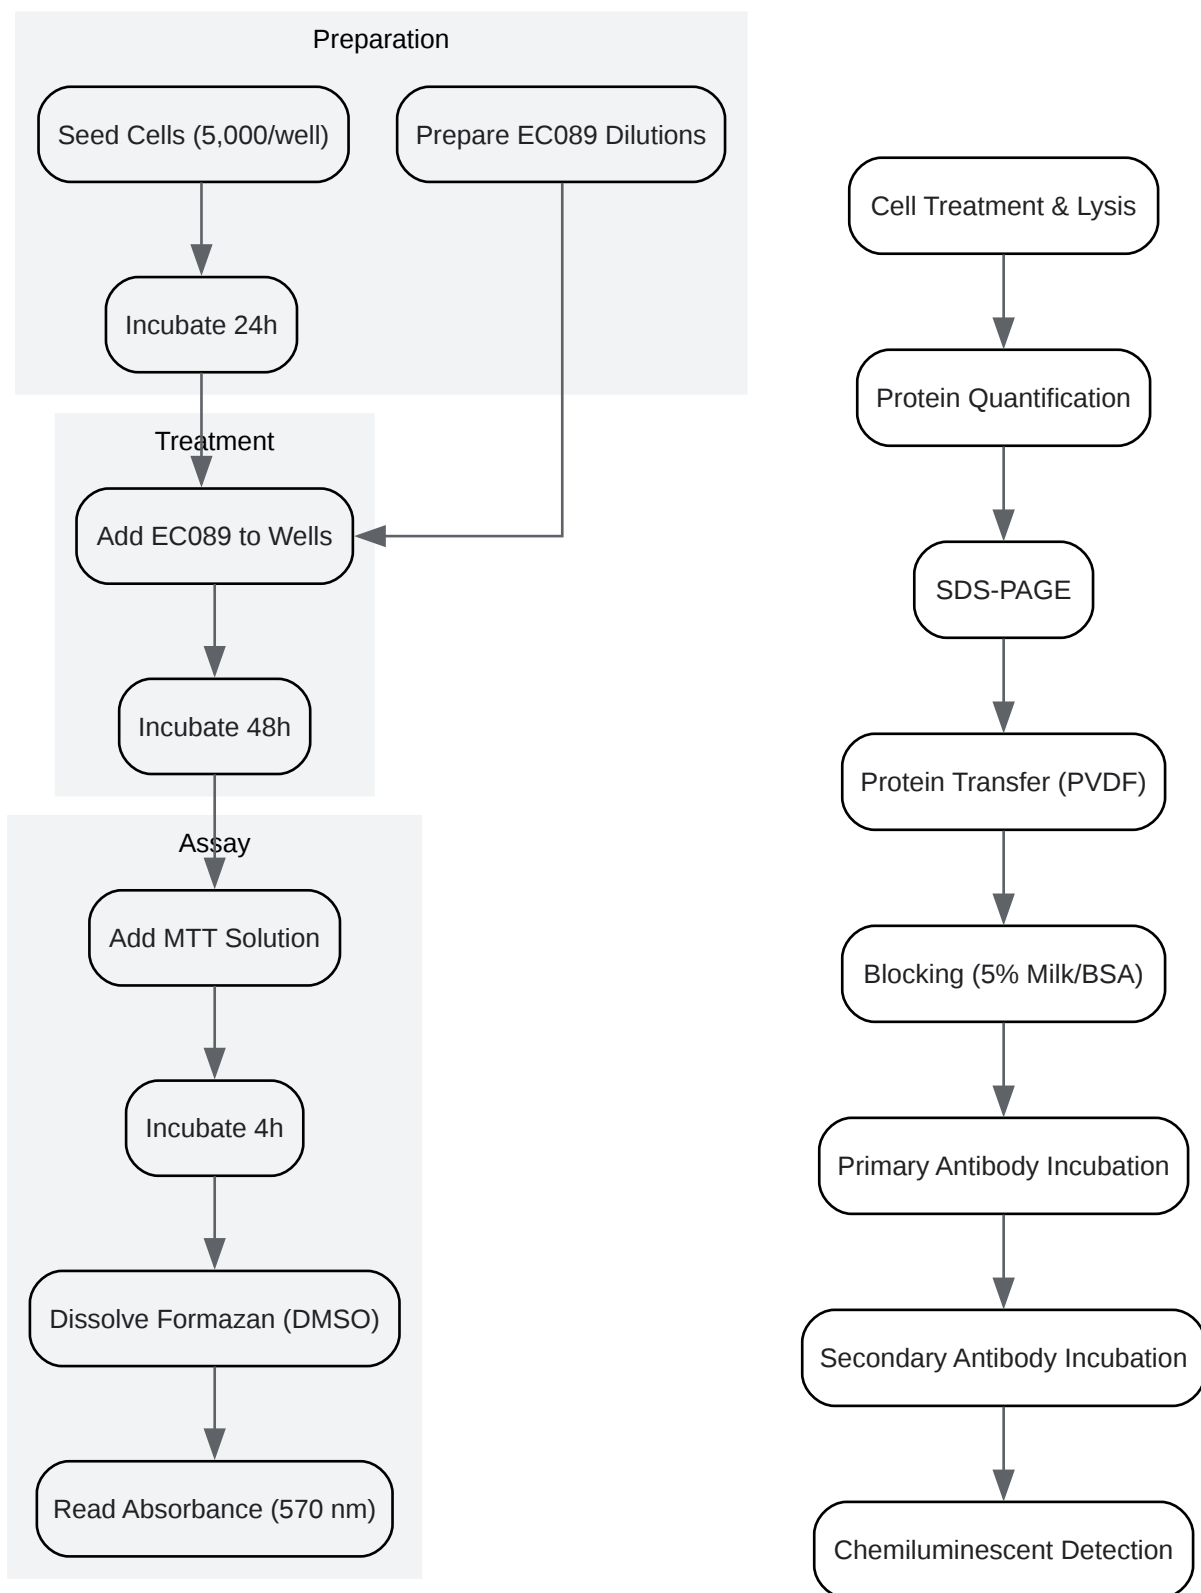 Preparation
Seed Cells (5,000/well)
Prepare EC089 Dilutions
Incubate 24h
Treatment
Add EC089 to Wells
Incubate 48h
Assay
Add MTT Solution
Incubate 4h
Dissolve Formazan (DMSO)
Read Absorbance (570 nm)
Cell Treatment & Lysis
Protein Quantification
SDS-PAGE
Protein Transfer (PVDF)
Blocking (5% Milk/BSA)
Primary Antibody Incubation
Secondary Antibody Incubation
Chemiluminescent Detection